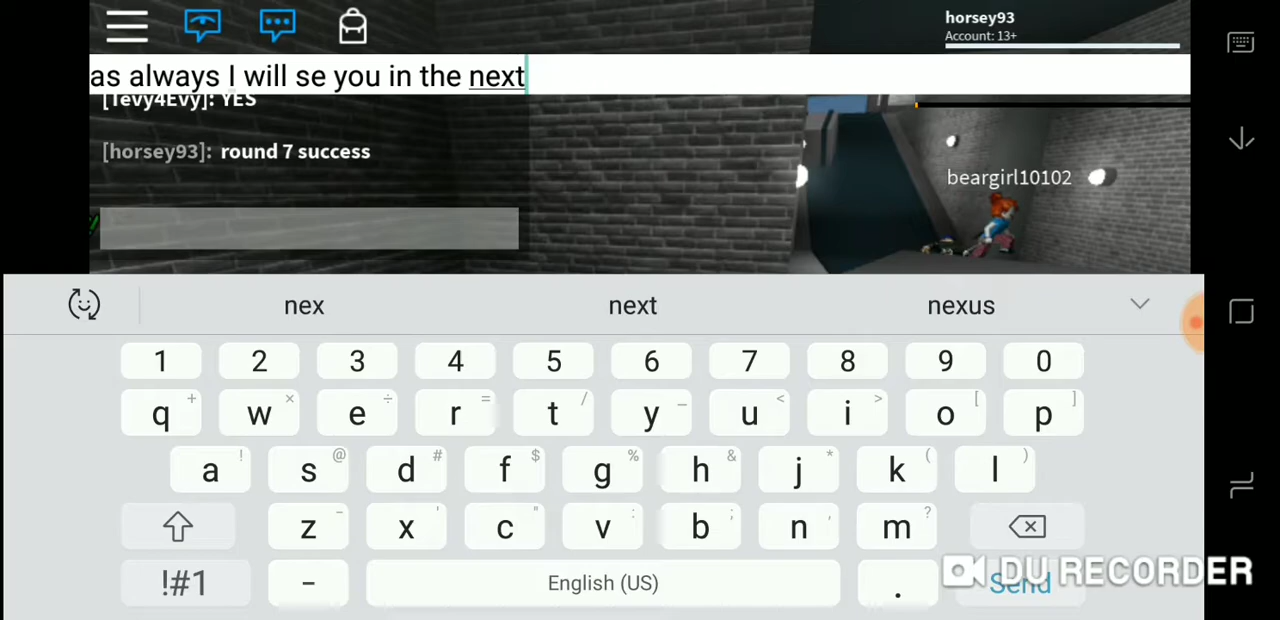 horsey93
Account: 13+
as always I will se you in the next
[Tevy4Evy]: YES
[horsey93]: round 7 success
beargirl10102
nex next nexus
1 2 3 4 5 6 7 8 9 0
q + w × e ÷ r = t / y _ u < i > o [ p ]
a ! s @ d # f $ g % h & j * k ( l )
z - x ' c " v : b ; n , m ?
!#1 - English (US) . Send
DU RECORDER